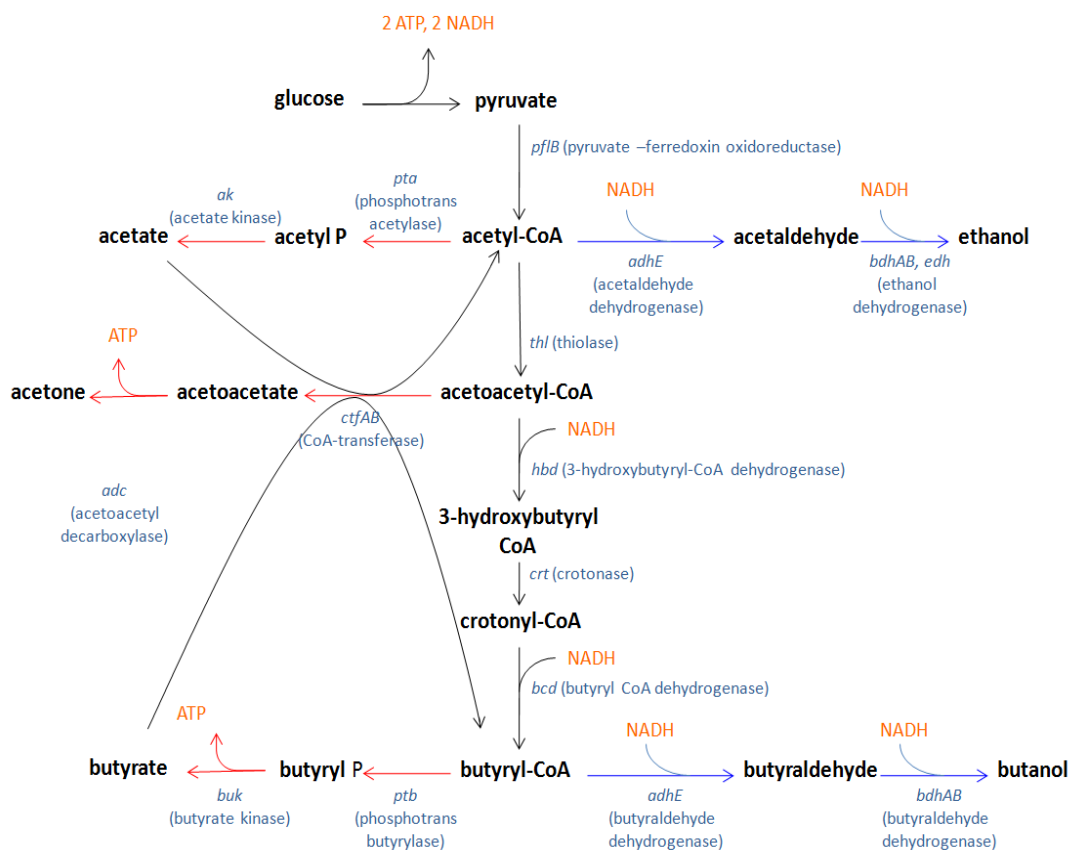 2 ATP, 2 NADH
glucose
pyruvate
pflB (pyruvate –ferredoxin oxidoreductase)
ak
(acetate kinase)
pta
(phosphotrans
acetylase)
NADH
NADH
acetate
acetyl P
acetyl-CoA
acetaldehyde
ethanol
adhE
(acetaldehyde
dehydrogenase)
bdhAB, edh
(ethanol
dehydrogenase)
thl (thiolase)
ATP
acetone
acetoacetate
acetoacetyl-CoA
ctfAB
(CoA-transferase)
NADH
hbd (3-hydroxybutyryl-CoA dehydrogenase)
adc
(acetoacetyl
decarboxylase)
3-hydroxybutyryl
CoA
crt (crotonase)
crotonyl-CoA
NADH
bcd (butyryl CoA dehydrogenase)
ATP
NADH
NADH
butyrate
butyryl P
butyryl-CoA
butyraldehyde
butanol
buk
(butyrate kinase)
ptb
(phosphotrans
butyrylase)
adhE
(butyraldehyde
dehydrogenase)
bdhAB
(butyraldehyde
dehydrogenase)